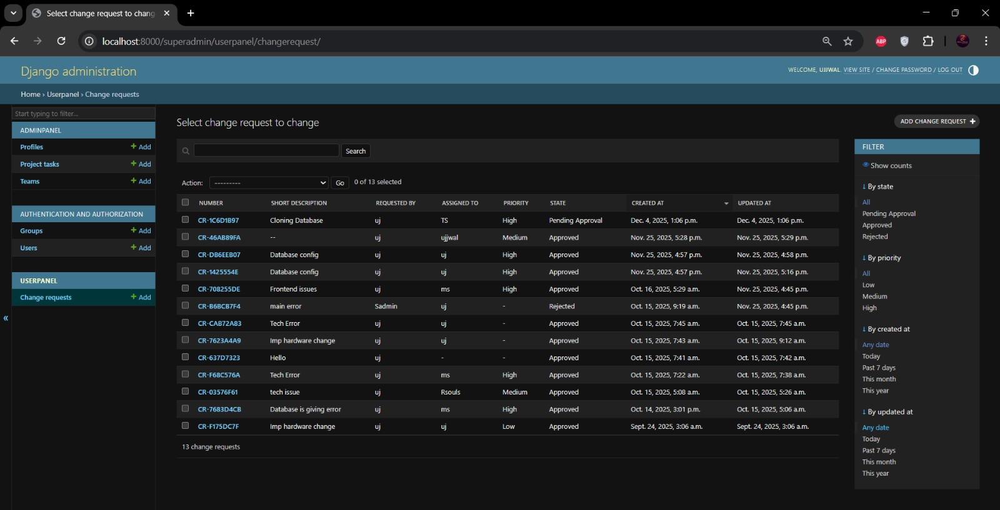 Select change request to chang
localhost:8000/superadmin/userpanel/changerequest/
ABP
Django administration
WELCOME, UJJWAL. VIEW SITE / CHANGE PASSWORD / LOG OUT
Home › Userpanel › Change requests
Start typing to filter...
ADMINPANEL
Profiles + Add
Project tasks + Add
Teams + Add
AUTHENTICATION AND AUTHORIZATION
Groups + Add
Users + Add
USERPANEL
Change requests + Add
«
Select change request to change
ADD CHANGE REQUEST +
Search
Action: --------- Go 0 of 13 selected
NUMBER SHORT DESCRIPTION REQUESTED BY ASSIGNED TO PRIORITY STATE CREATED AT UPDATED AT
CR-1C6D1B97 Cloning Database uj TS High Pending Approval Dec. 4, 2025, 1:06 p.m. Dec. 4, 2025, 1:06 p.m.
CR-46AB89FA -- uj ujjwal Medium Approved Nov. 25, 2025, 5:28 p.m. Nov. 25, 2025, 5:29 p.m.
CR-DB6EEB07 Database config uj uj High Approved Nov. 25, 2025, 4:57 p.m. Nov. 25, 2025, 4:58 p.m.
CR-1425554E Database config uj uj High Approved Nov. 25, 2025, 4:57 p.m. Nov. 25, 2025, 5:16 p.m.
CR-708255DE Frontend issues uj ms High Approved Oct. 16, 2025, 5:29 a.m. Nov. 25, 2025, 4:45 p.m.
CR-B6BCB7F4 main error Sadmin uj - Rejected Oct. 15, 2025, 9:19 a.m. Nov. 25, 2025, 4:45 p.m.
CR-CAB72A83 Tech Error uj uj - Approved Oct. 15, 2025, 7:45 a.m. Oct. 15, 2025, 7:45 a.m.
CR-7623A4A9 Imp hardware change uj uj - Approved Oct. 15, 2025, 7:43 a.m. Oct. 15, 2025, 9:12 a.m.
CR-637D7323 Hello uj - - Approved Oct. 15, 2025, 7:41 a.m. Oct. 15, 2025, 7:42 a.m.
CR-F68C576A Tech Error uj ms High Approved Oct. 15, 2025, 7:22 a.m. Oct. 15, 2025, 7:38 a.m.
CR-03576F61 tech issue uj Rsouls Medium Approved Oct. 15, 2025, 5:08 a.m. Oct. 15, 2025, 5:26 a.m.
CR-7683D4CB Database is giving error uj ms High Approved Oct. 14, 2025, 3:01 p.m. Oct. 15, 2025, 5:06 a.m.
CR-F175DC7F Imp hardware change uj uj Low Approved Sept. 24, 2025, 3:06 a.m. Sept. 24, 2025, 3:06 a.m.
13 change requests
FILTER
Show counts
↓ By state
All
Pending Approval
Approved
Rejected
↓ By priority
All
Low
Medium
High
↓ By created at
Any date
Today
Past 7 days
This month
This year
↓ By updated at
Any date
Today
Past 7 days
This month
This year